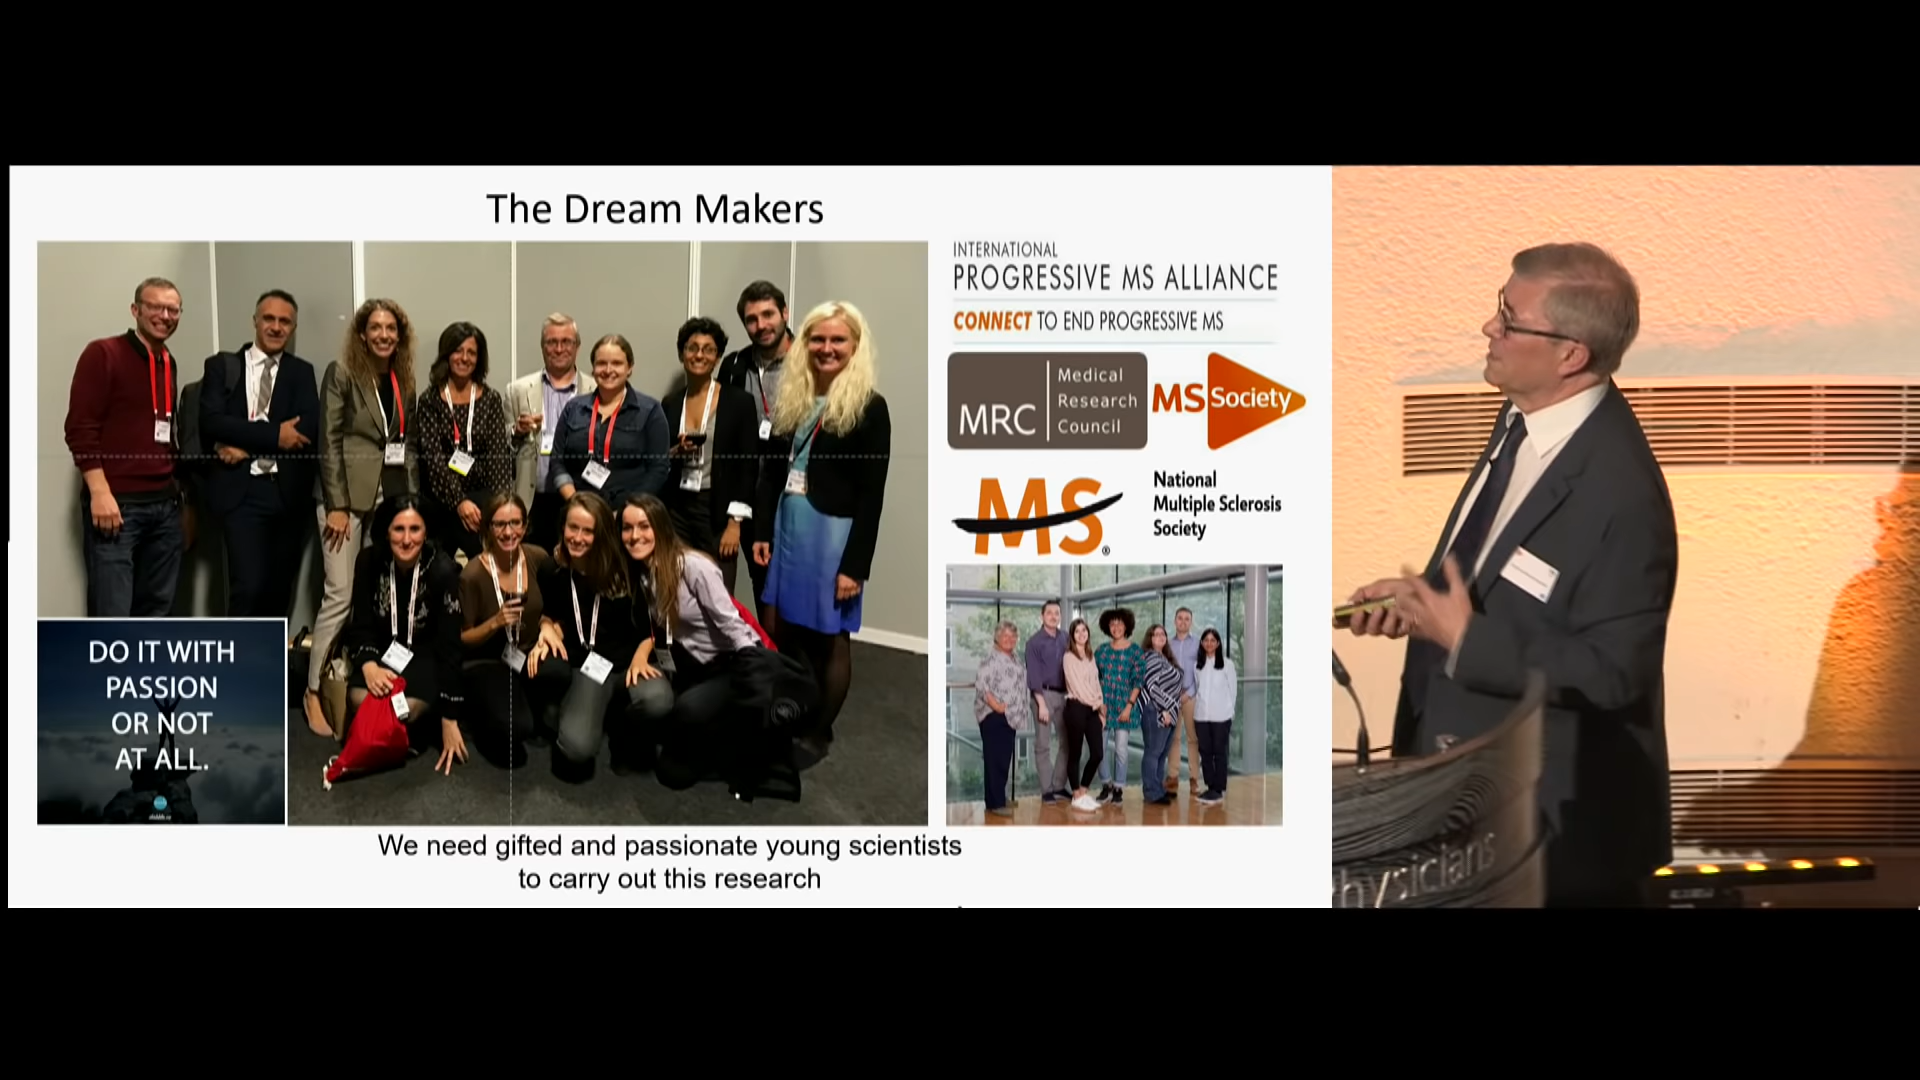 The Dream Makers
INTERNATIONAL
PROGRESSIVE MS ALLIANCE
CONNECT TO END PROGRESSIVE MS
MRC
Medical
Research
Council
MS Society
MS
®
National
Multiple Sclerosis
Society
DO IT WITH
PASSION
OR NOT
AT ALL.
We need gifted and passionate young scientists
to carry out this research
hysicians